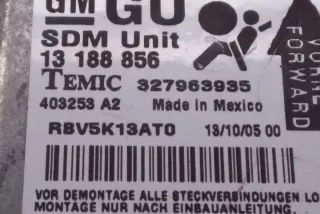 GM GU
SDM Unit
13 188 856
TEMIC 327963935
403253 A2 Made in Mexico
RBV5K13AT0 13/10/05 00
VOR DEMONTAGE ALLE STECKVERBINDUNGEN LO
MONTAGE NUR NACH EINBAUANLEITUNG.
VORNE
FORWARD